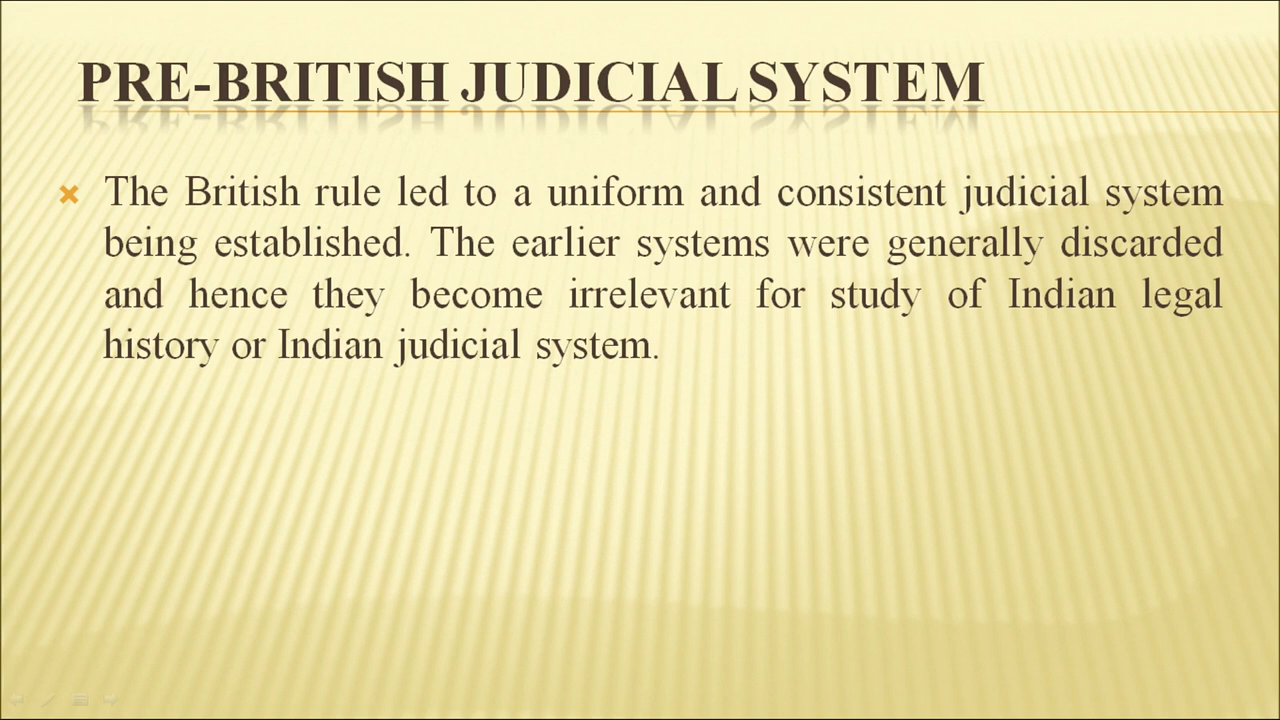 PRE-BRITISH JUDICIAL SYSTEM
The British rule led to a uniform and consistent judicial system
being established. The earlier systems were generally discarded
and hence they become irrelevant for study of Indian legal
history or Indian judicial system.